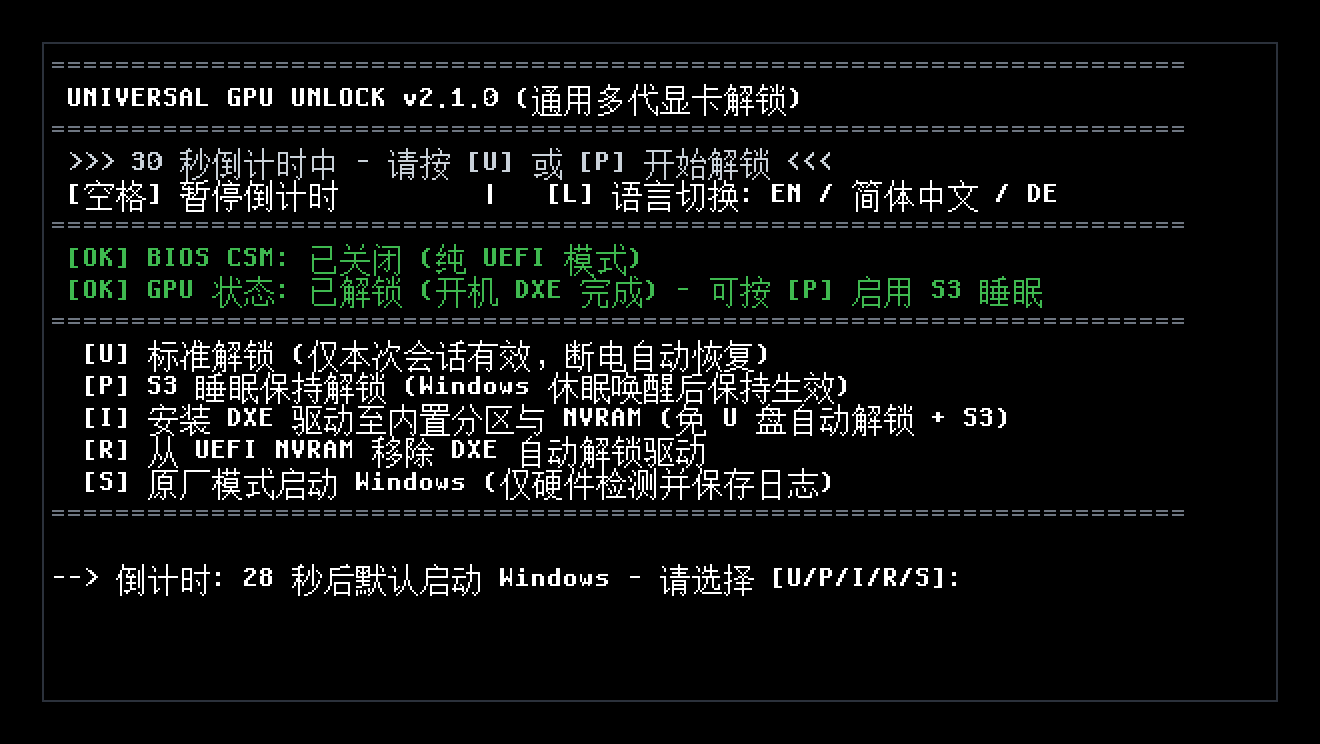 =======================================================================
UNIVERSAL GPU UNLOCK v2.1.0 (通用多代显卡解锁)
=======================================================================
>>> 30 秒倒计时中 - 请按 [U] 或 [P] 开始解锁 <<<
[空格] 暂停倒计时 | [L] 语言切换: EN / 简体中文 / DE
=======================================================================
[OK] BIOS CSM: 已关闭 (纯 UEFI 模式)
[OK] GPU 状态: 已解锁 (开机 DXE 完成) - 可按 [P] 启用 S3 睡眠
=======================================================================
[U] 标准解锁 (仅本次会话有效，断电自动恢复)
[P] S3 睡眠保持解锁 (Windows 休眠唤醒后保持生效)
[I] 安装 DXE 驱动至内置分区与 NVRAM (免 U 盘自动解锁 + S3)
[R] 从 UEFI NVRAM 移除 DXE 自动解锁驱动
[S] 原厂模式启动 Windows (仅硬件检测并保存日志)
=======================================================================
--> 倒计时: 28 秒后默认启动 Windows - 请选择 [U/P/I/R/S]: